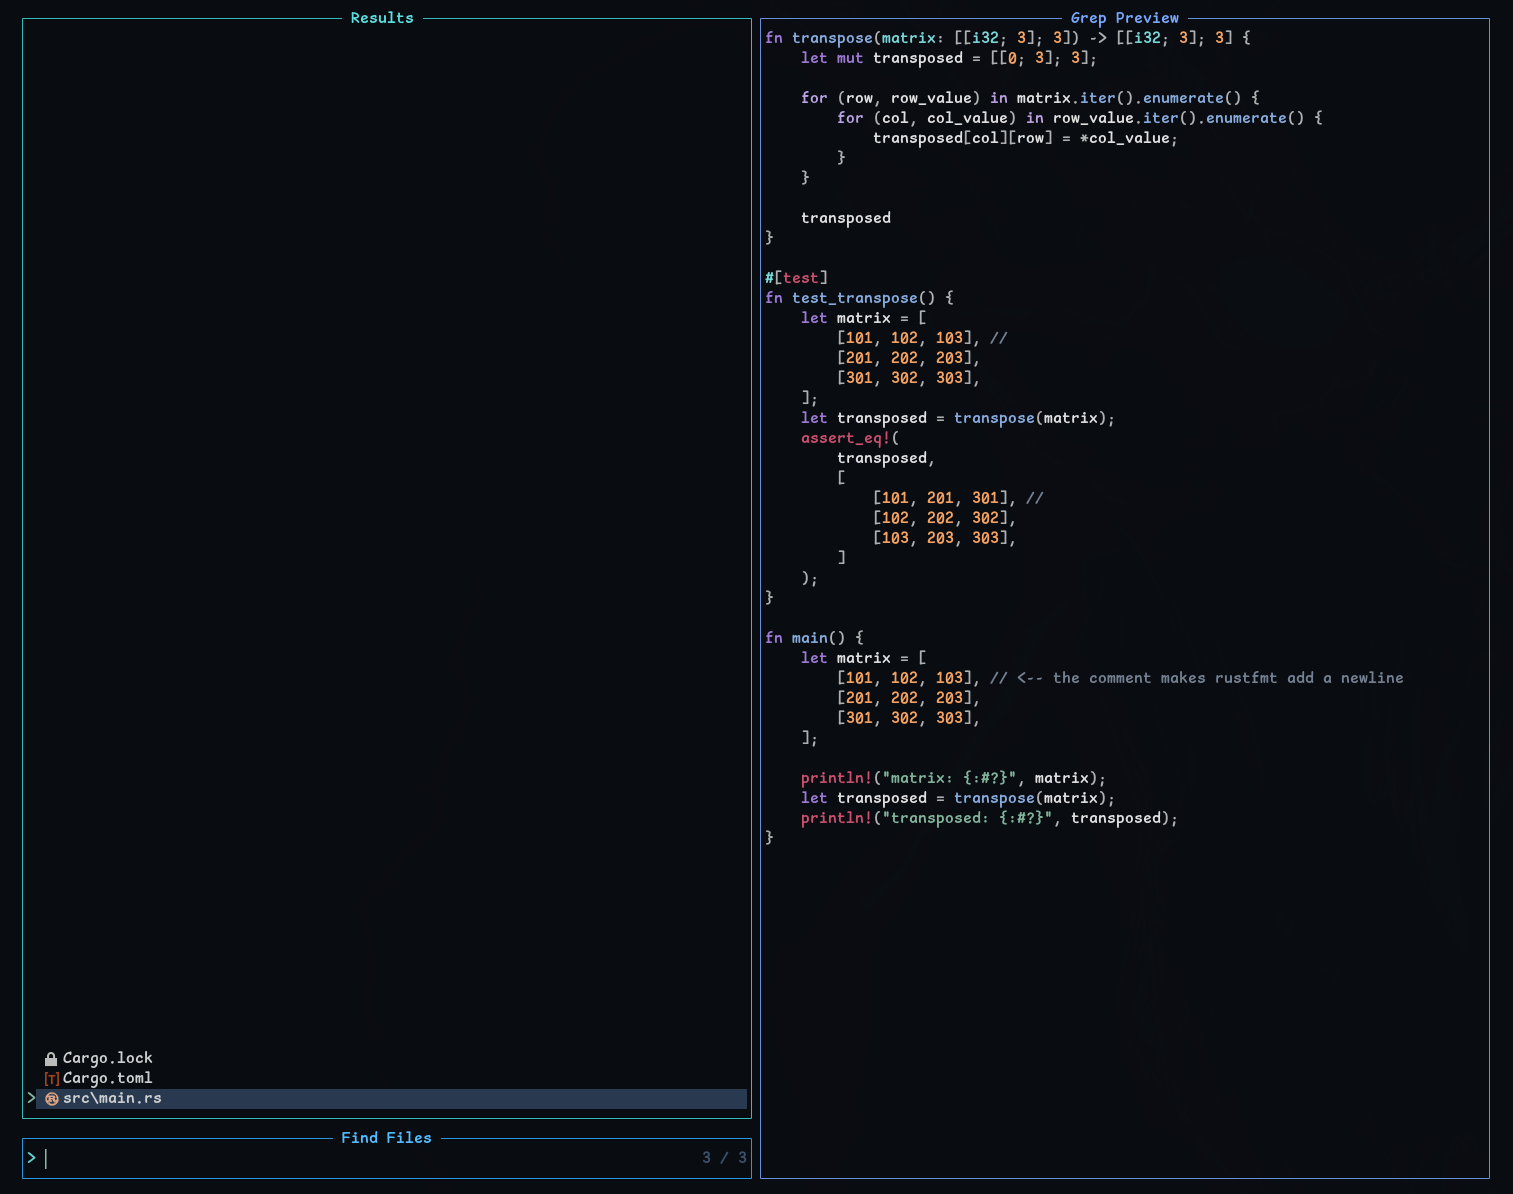 Results
Cargo.lock
[T] Cargo.toml
> src\main.rs
Find Files
>
3 / 3
Grep Preview
fn transpose(matrix: [[i32; 3]; 3]) -> [[i32; 3]; 3] {
    let mut transposed = [[0; 3]; 3];

    for (row, row_value) in matrix.iter().enumerate() {
        for (col, col_value) in row_value.iter().enumerate() {
            transposed[col][row] = *col_value;
        }
    }

    transposed
}

#[test]
fn test_transpose() {
    let matrix = [
        [101, 102, 103], //
        [201, 202, 203],
        [301, 302, 303],
    ];
    let transposed = transpose(matrix);
    assert_eq!(
        transposed,
        [
            [101, 201, 301], //
            [102, 202, 302],
            [103, 203, 303],
        ]
    );
}

fn main() {
    let matrix = [
        [101, 102, 103], // <-- the comment makes rustfmt add a newline
        [201, 202, 203],
        [301, 302, 303],
    ];

    println!("matrix: {:#?}", matrix);
    let transposed = transpose(matrix);
    println!("transposed: {:#?}", transposed);
}